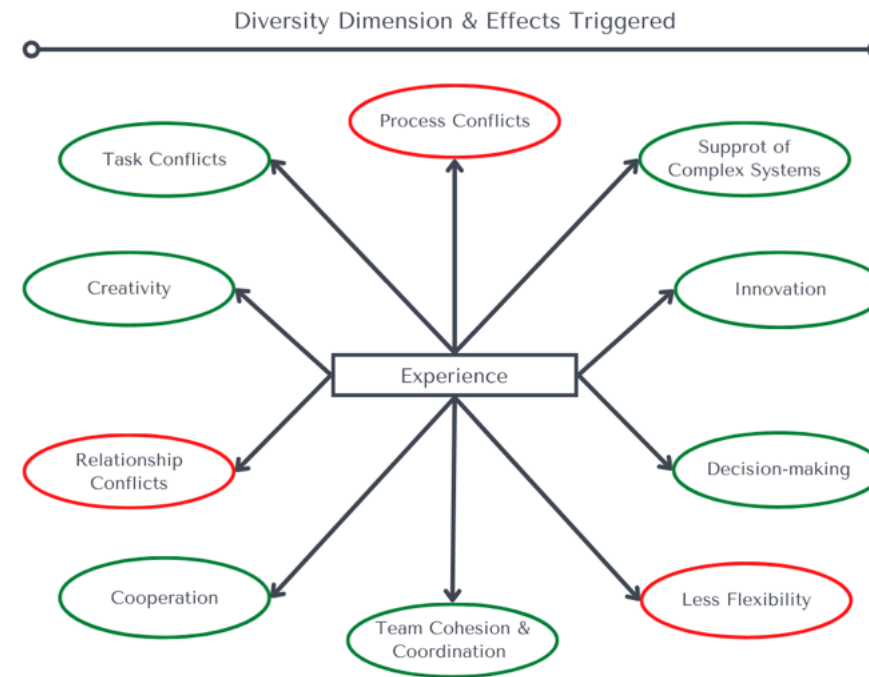 Diversity Dimension & Effects Triggered
Process Conflicts
Task Conflicts
Supprot of
Complex Systems
Creativity
Innovation
Experience
Relationship
Conflicts
Decision-making
Cooperation
Less Flexibility
Team Cohesion &
Coordination